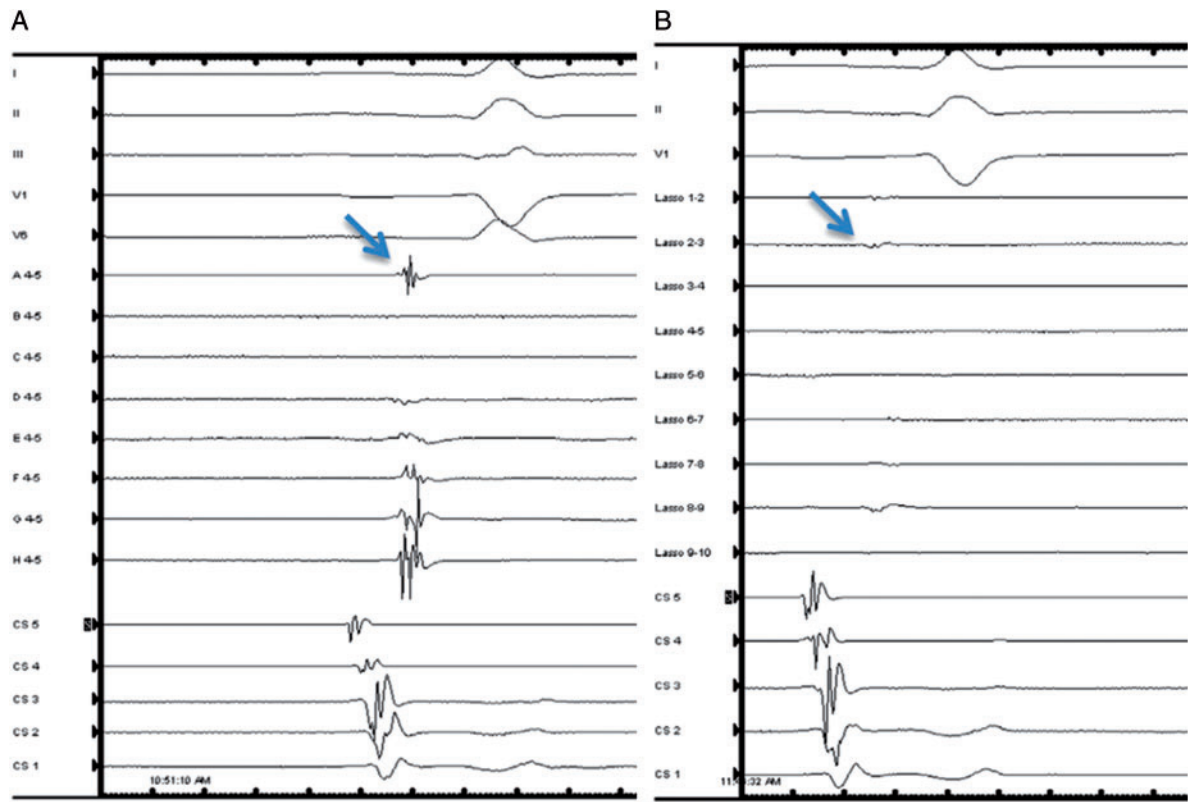 A
I
II
III
V1
V6
A 4-5
B 4-5
C 4-5
D 4-5
E 4-5
F 4-5
G 4-5
H 4-5
CS 5
CS 4
CS 3
CS 2
CS 1
10:51:10 AM
B
I
II
V1
Lasso 1-2
Lasso 2-3
Lasso 3-4
Lasso 4-5
Lasso 5-6
Lasso 6-7
Lasso 7-8
Lasso 8-9
Lasso 9-10
CS 5
CS 4
CS 3
CS 2
CS 1
AM